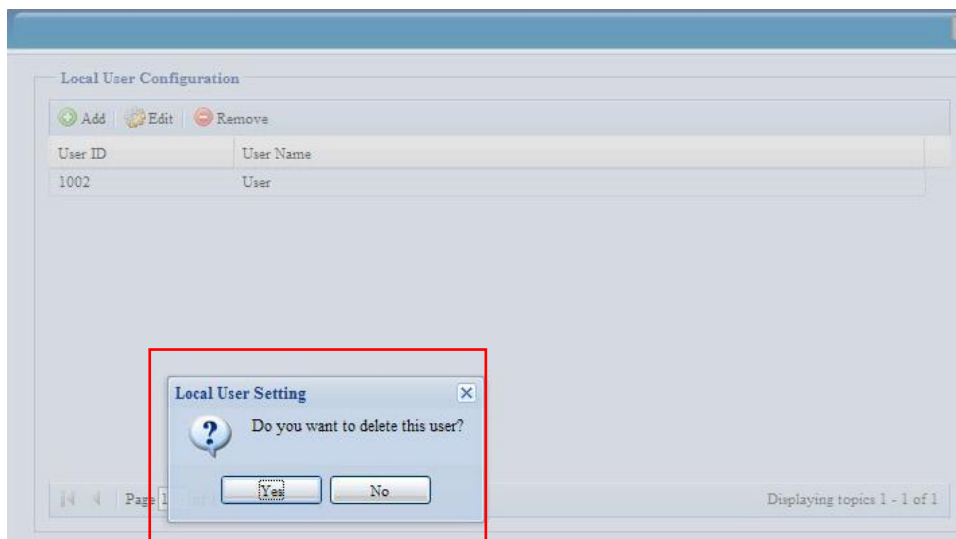 Local User Configuration
Add Edit Remove
User ID User Name
1002 User
Local User Setting
Do you want to delete this user?
Yes No
Page 1 Displaying topics 1 - 1 of 1